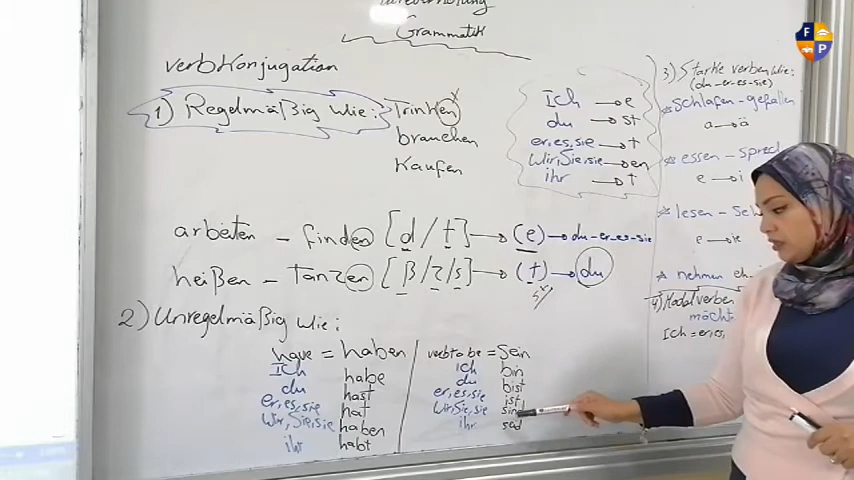 Grammatik
verbKonjugation
1) Regelmäßig wie: Trinken x
brauchen
Kaufen
Ich → e
du → st
er,es,sie → t
Wir,Sie,sie → en
ihr → t
arbeiten - finden [d/t] → (e) → du-er-es-sie
heißen - Tanzen [ß/z/s] → (t) → du
2) Unregelmäßig wie:
have = haben
Ich habe
du hast
er,es,sie hat
Wir,Sie,sie haben
ihr habt
verb to be = Sein
ich bin
du bist
er,es,sie ist
Wir,Sie,sie
ihr
3) Starke verben wie:
(du-er-es-sie)
schlafen-gefallen
a → ä
essen - sprech
e → i
lesen - seh
e → ie
nehmen
4) Modalverben
möcht
Ich = er,es,
F
P